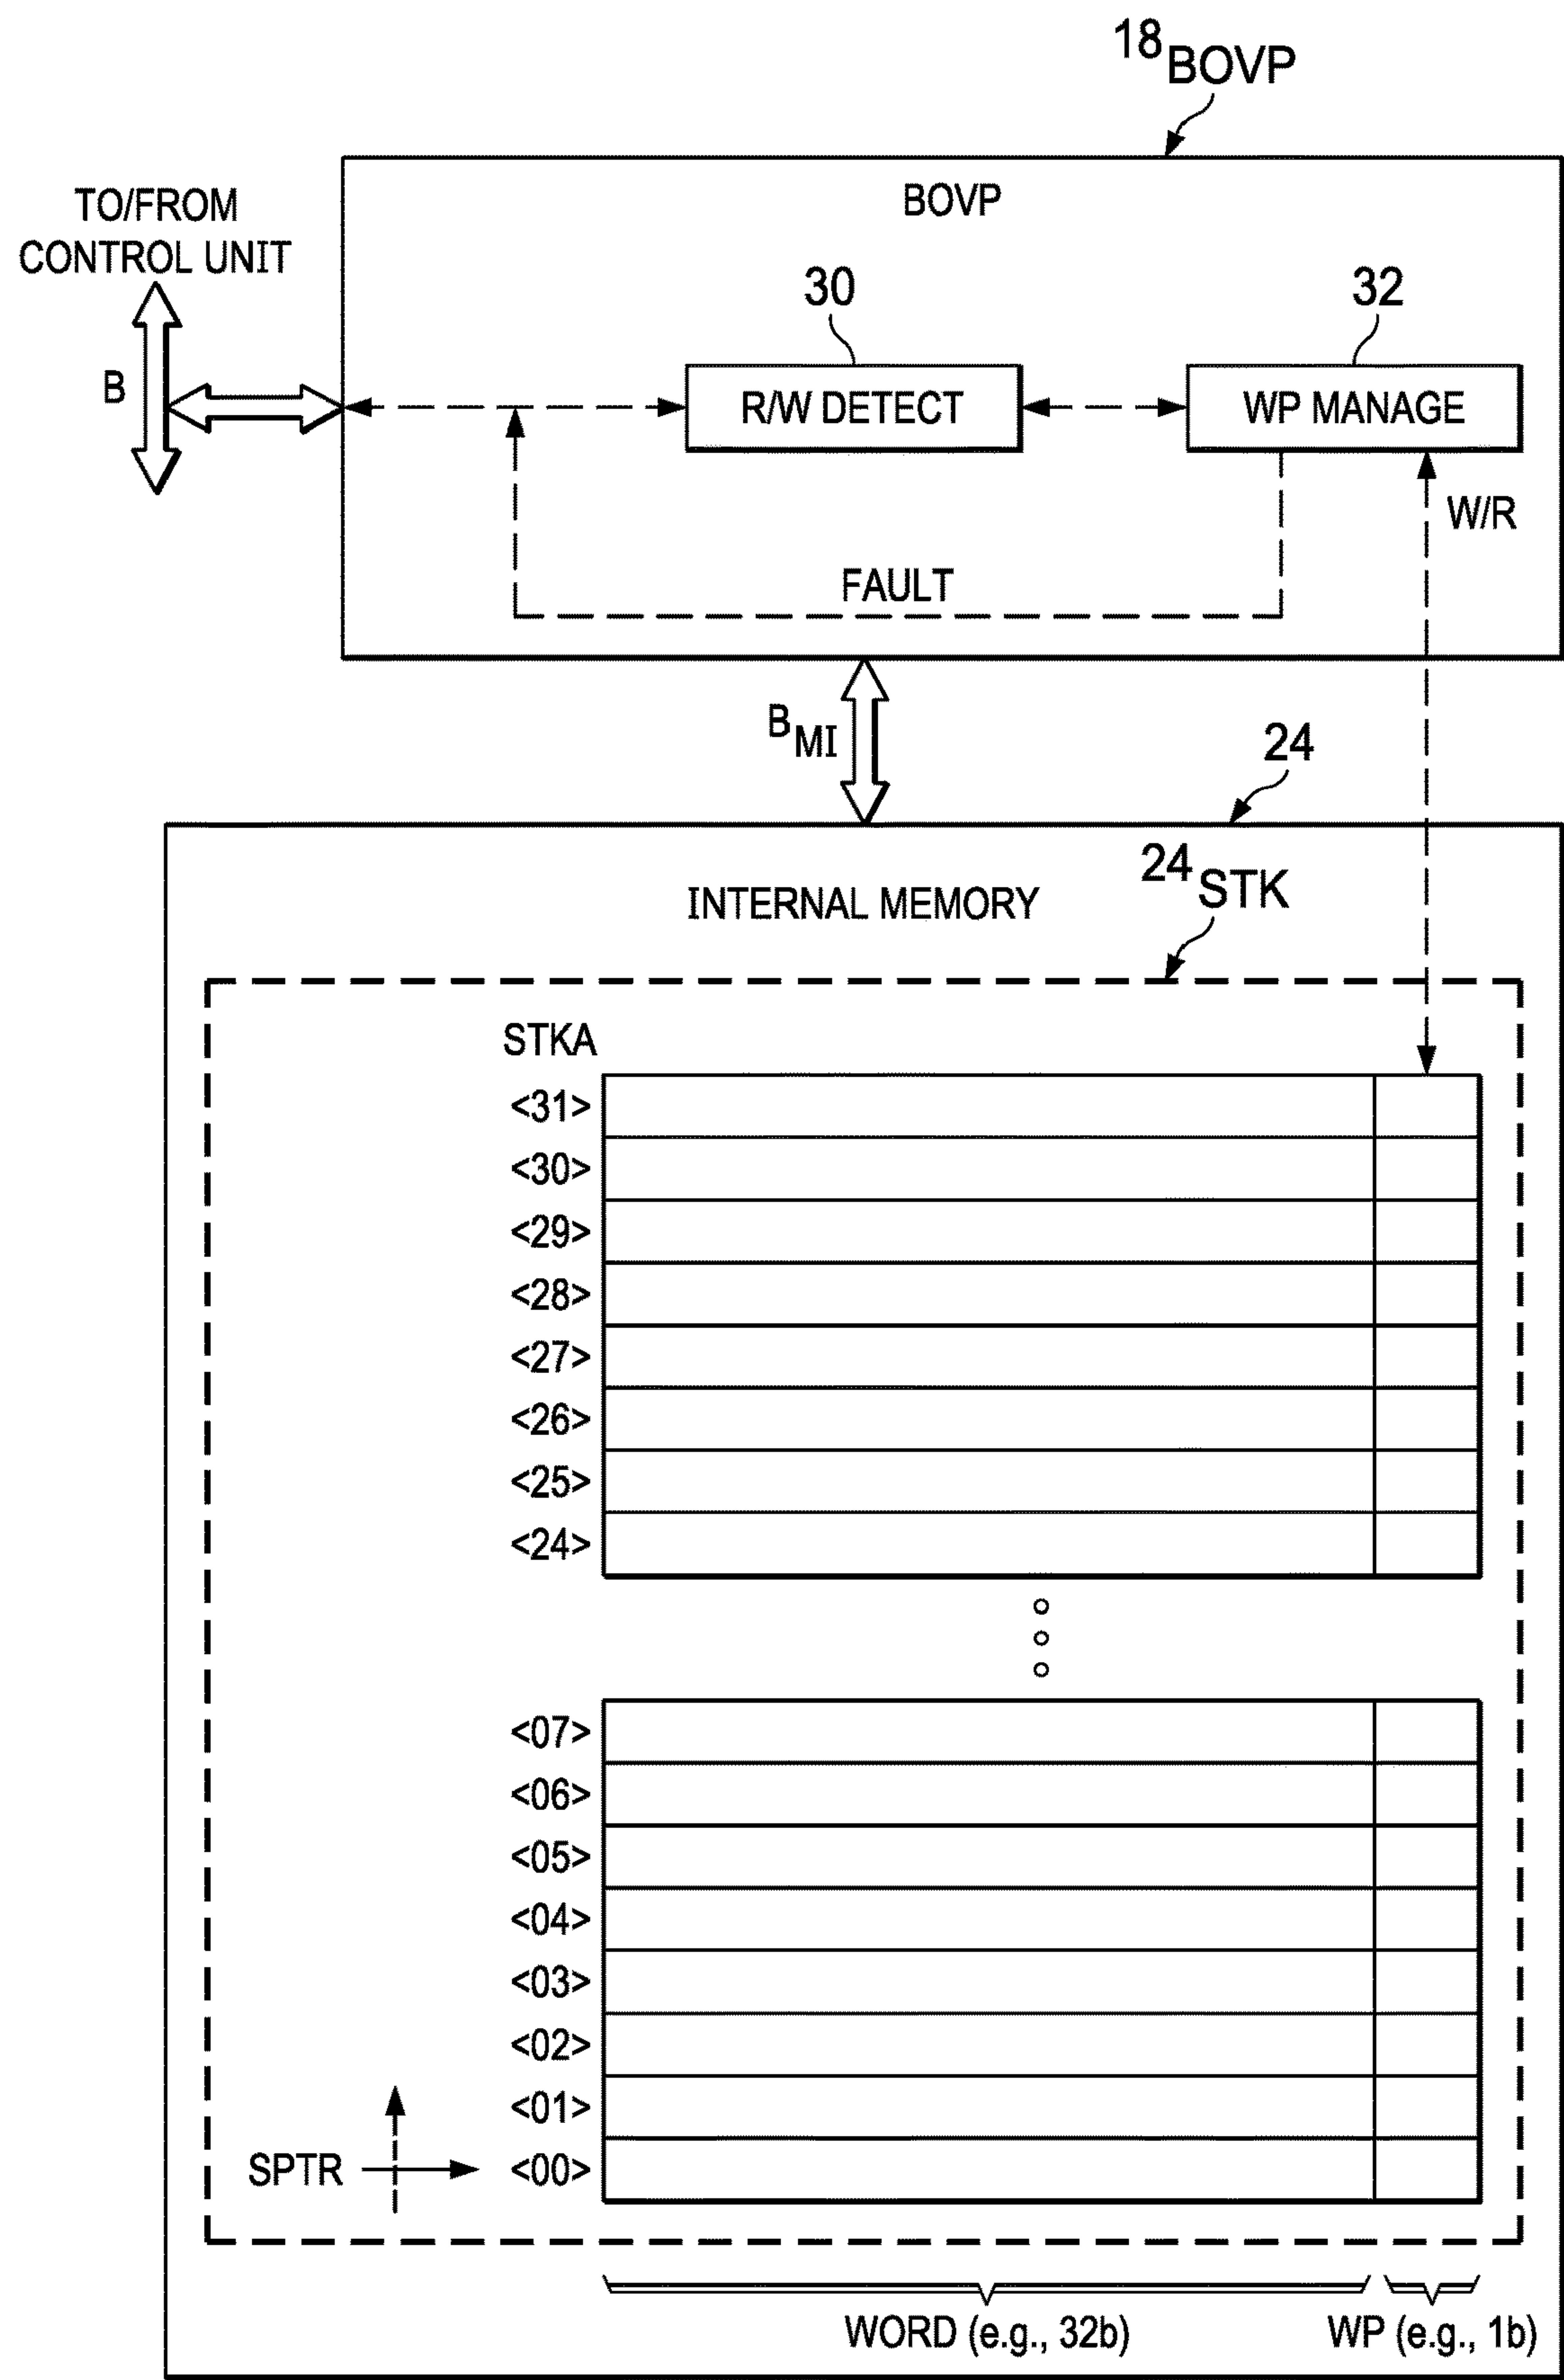 18BOVP
TO/FROM
CONTROL UNIT
B
BOVP
30
32
R/W DETECT
WP MANAGE
W/R
FAULT
BMI
24
INTERNAL MEMORY
24STK
STKA
<31>
<30>
<29>
<28>
<27>
<26>
<25>
<24>
<07>
<06>
<05>
<04>
<03>
<02>
<01>
SPTR
<00>
WORD (e.g., 32b)
WP (e.g., 1b)